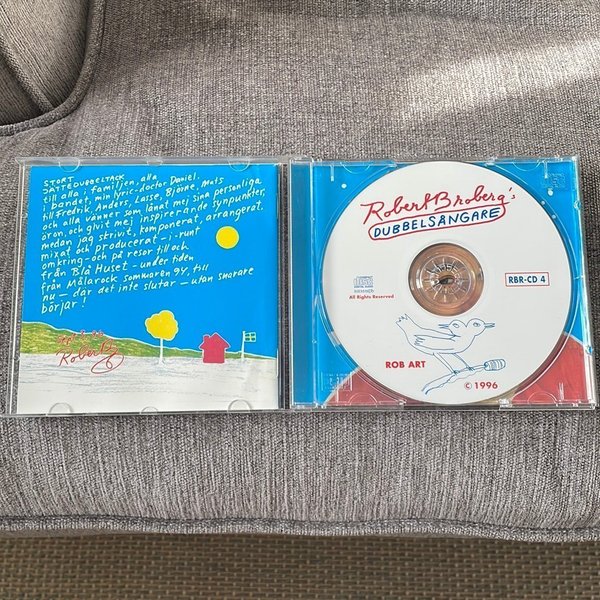 STORT
JÄTTEDUBBELTACK
till alla i familjen, alla
i bandet, min lyric-doctor Daniel,
till Fredrik, Anders, Lasse, Björne, Mats
och alla vänner som lånat mej sina personliga
öron, och givit mej inspirerande synpunkter,
medan jag skrivit, komponerat, arrangerat,
mixat och producerat – i – runt
omkring – och på resor till och
från Blå Huset – under tiden
från Mälarock sommaren 94, till
nu – där det inte slutar – utan snarare
börjar!
Robert
Robert Broberg's
DUBBELSÅNGARE
All Rights Reserved
RBR-CD 4
ROB ART
© 1996